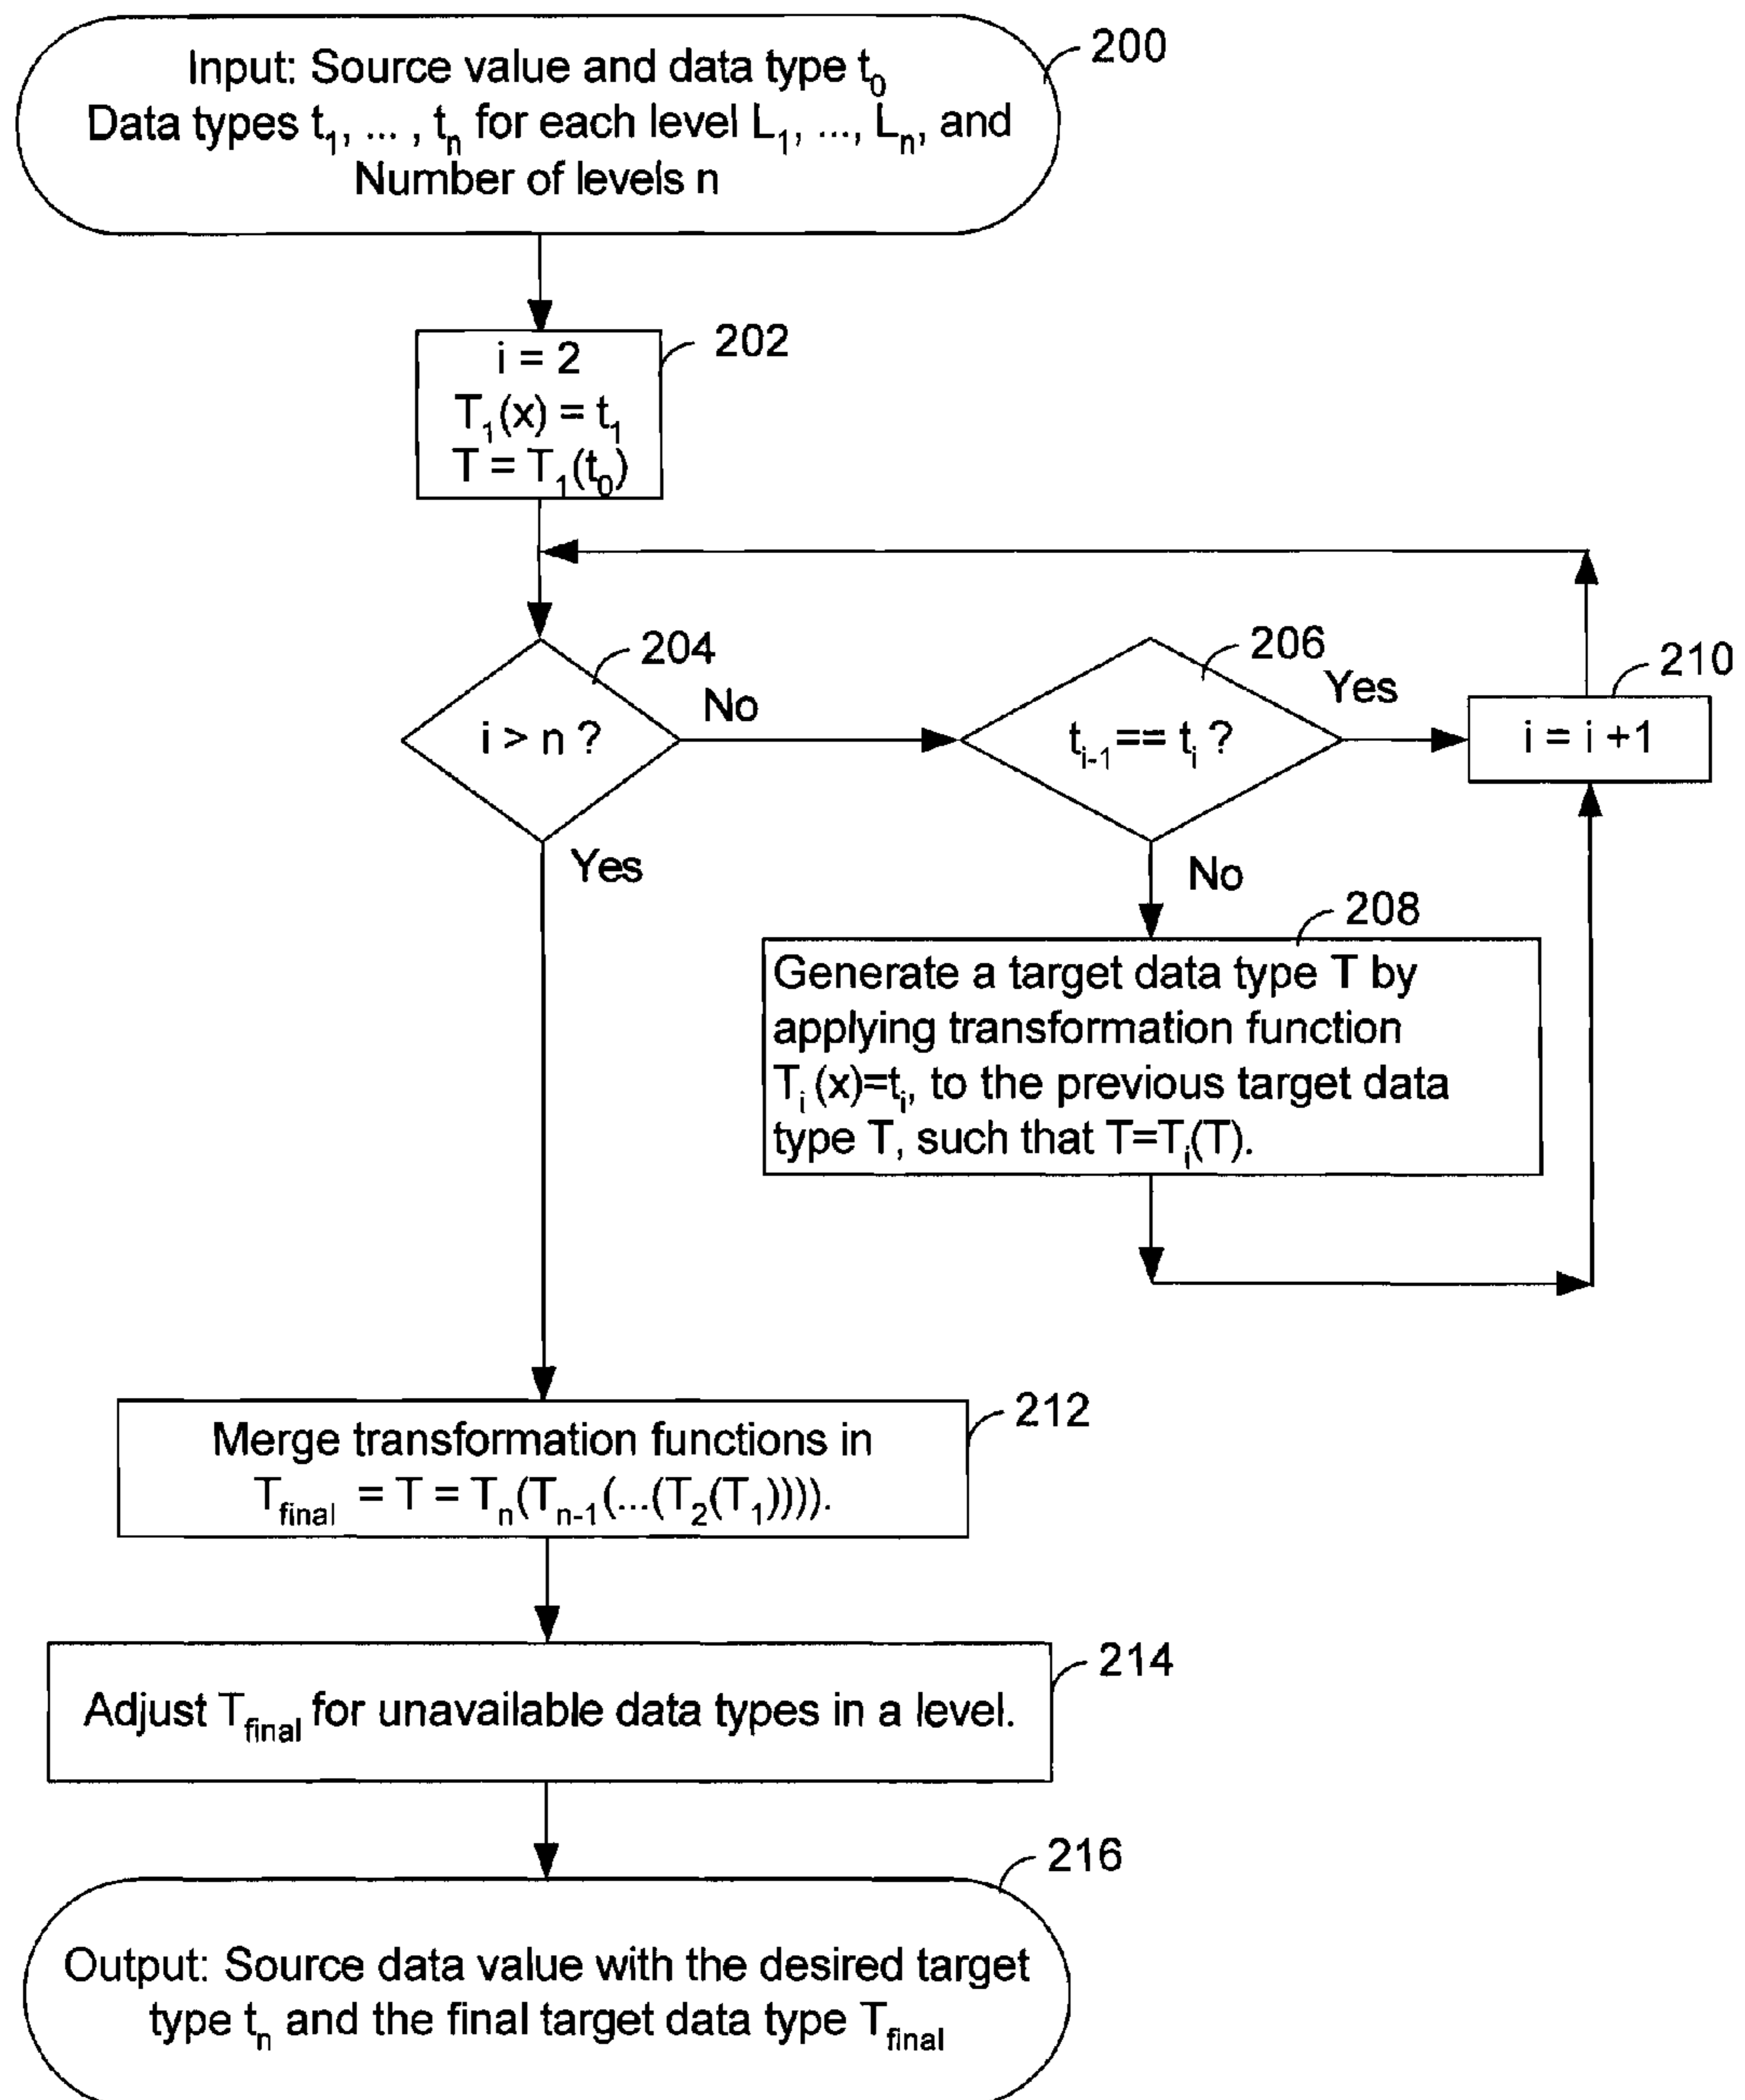 Input: Source value and data type t₀
Data types t₁, ... , tₙ for each level L₁, ..., Lₙ, and
Number of levels n
200
i = 2
T₁(x) = t₁
T = T₁(t₀)
202
i > n ?
204
No
Yes
tᵢ₋₁== tᵢ ?
206
Yes
No
i = i +1
210
Generate a target data type T by
applying transformation function
Tᵢ (x)=tᵢ, to the previous target data
type T, such that T=Tᵢ(T).
208
Merge transformation functions in
T_final = T = Tₙ(Tₙ₋₁(...(T₂(T₁)))).
212
Adjust T_final for unavailable data types in a level.
214
Output: Source data value with the desired target
type tₙ and the final target data type T_final
216